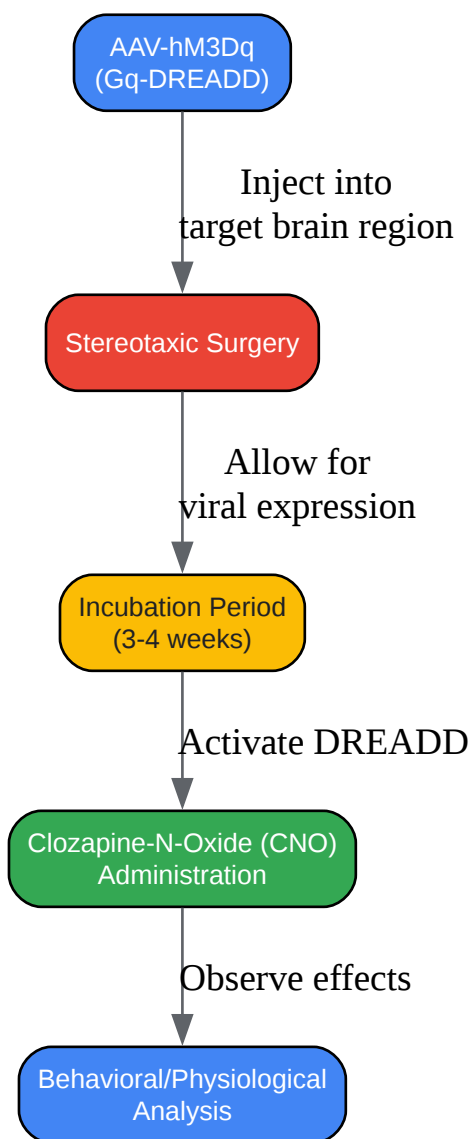 AAV-hM3Dq
(Gq-DREADD)
Inject into
target brain region
Stereotaxic Surgery
Allow for
viral expression
Incubation Period
(3-4 weeks)
Activate DREADD
Clozapine-N-Oxide (CNO)
Administration
Observe effects
Behavioral/Physiological
Analysis